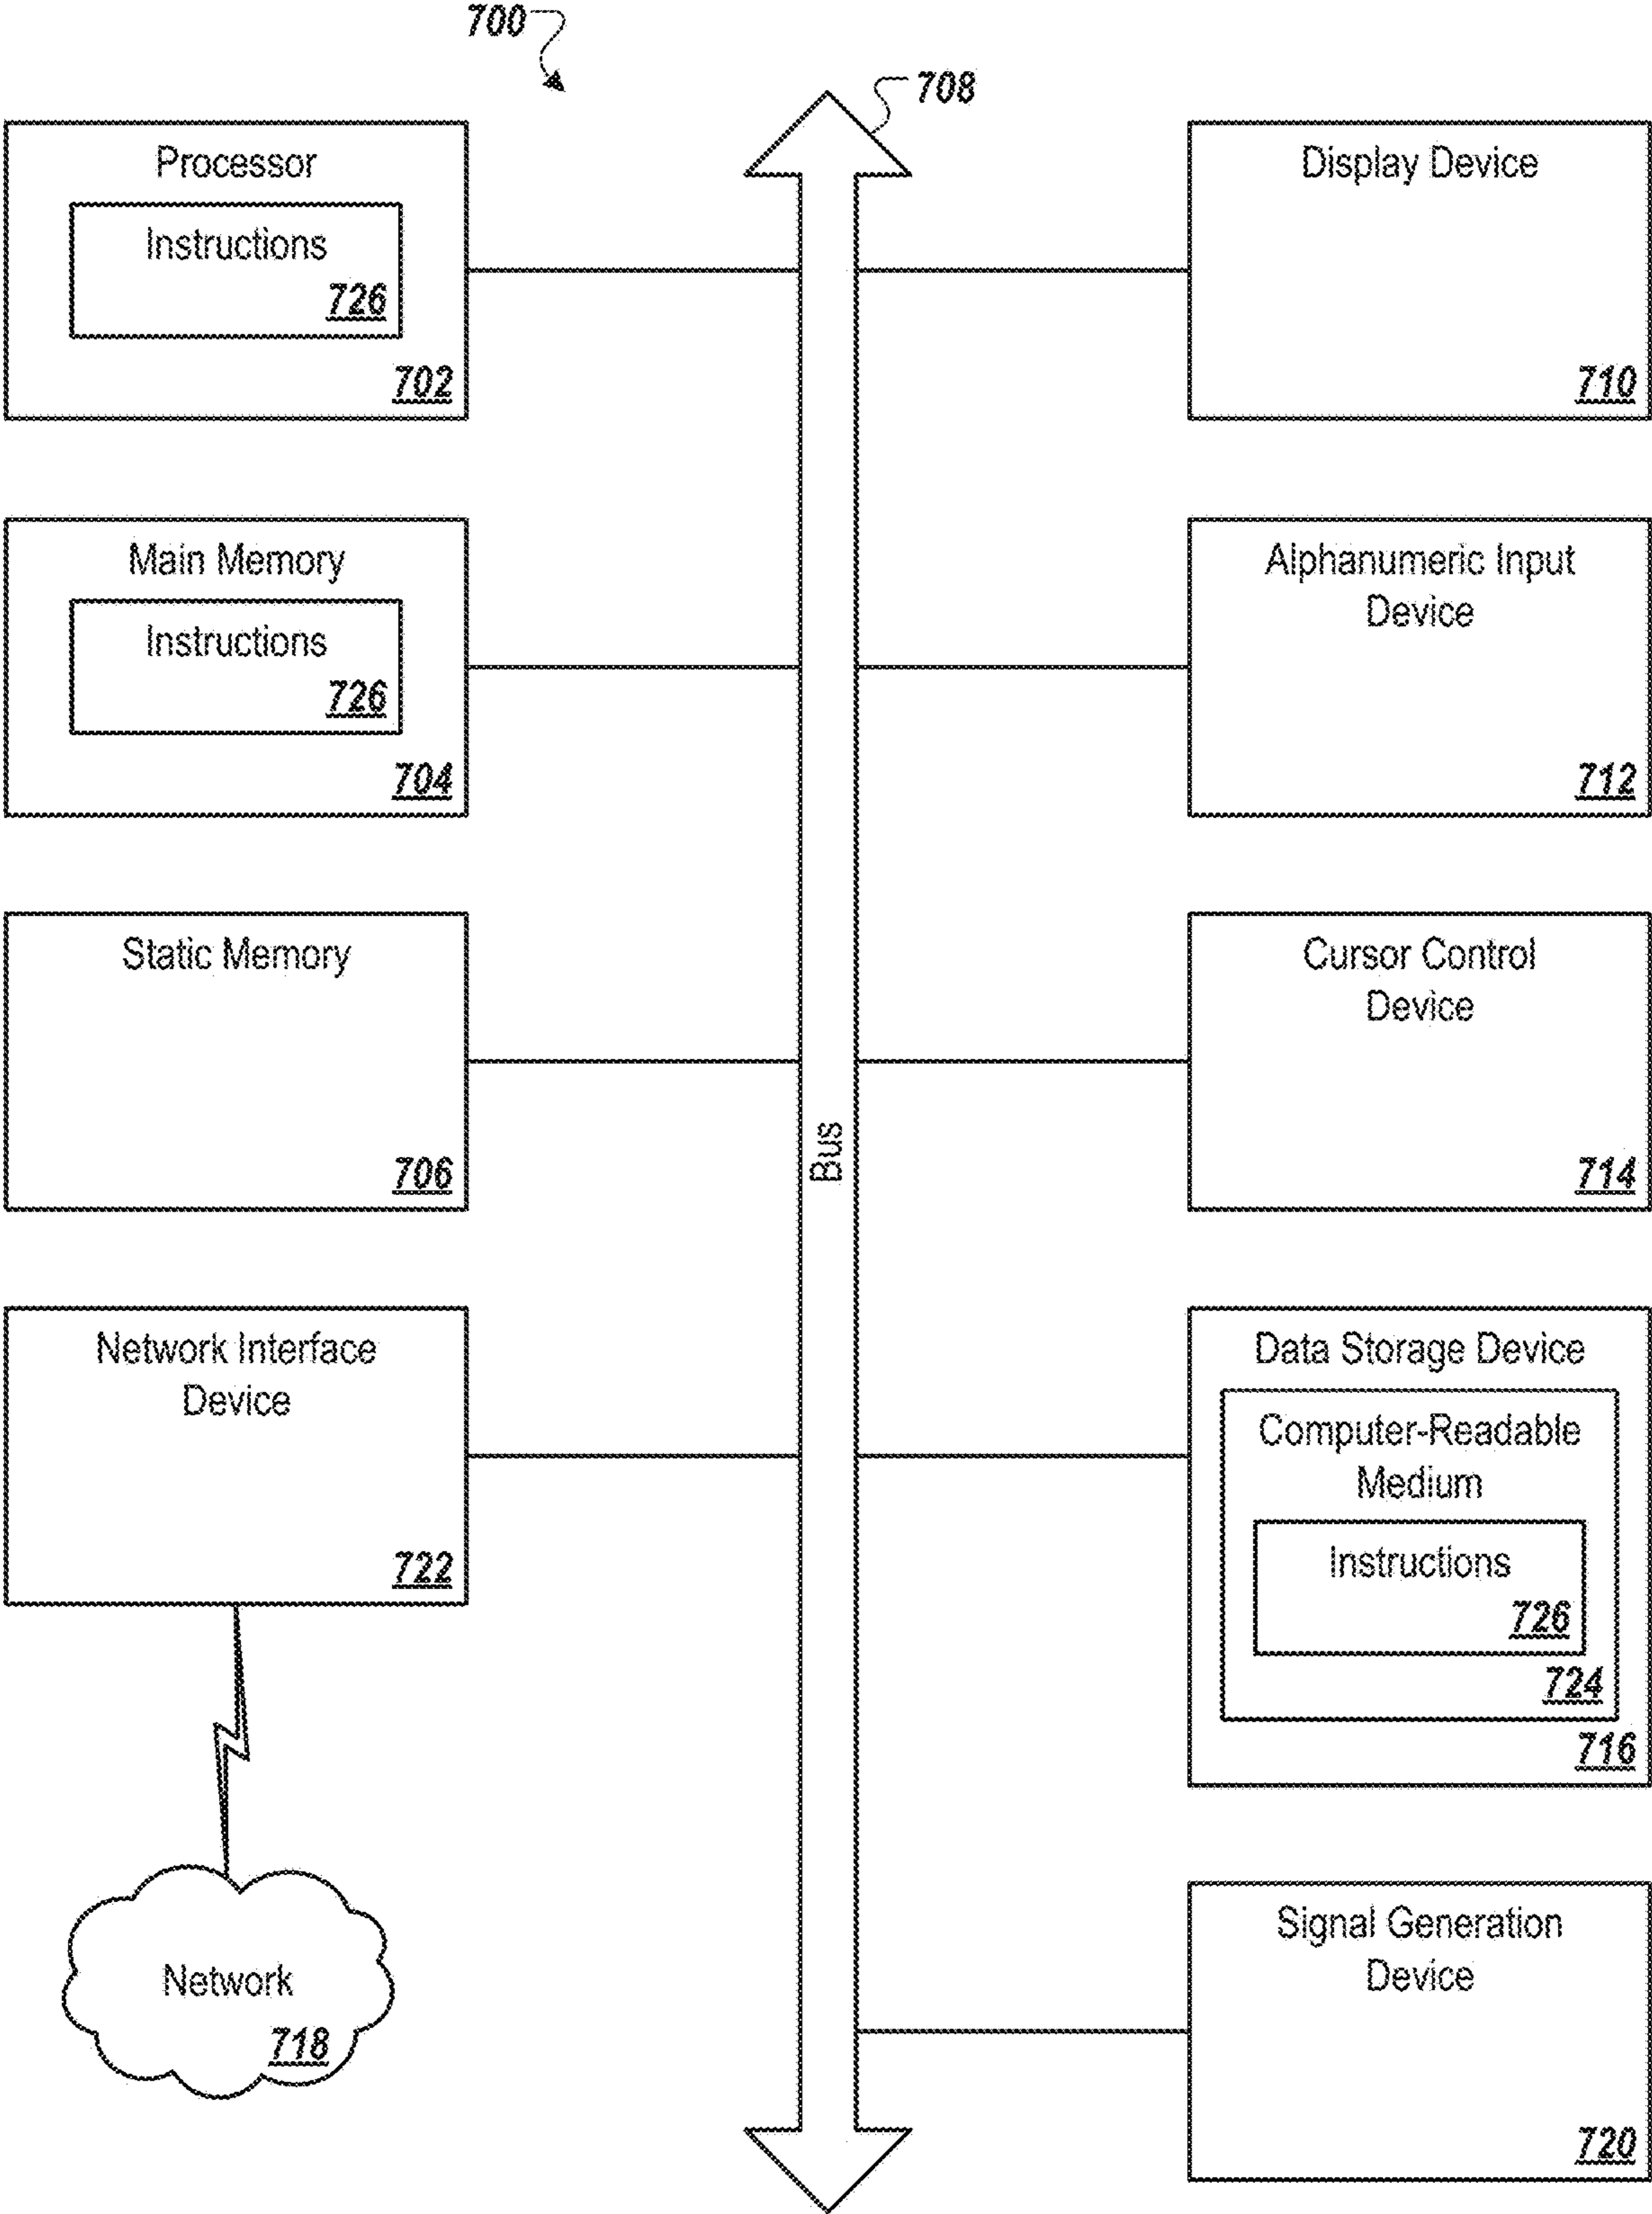 700
708
Processor
Instructions
726
702
Display Device
710
Main Memory
Instructions
726
704
Alphanumeric Input
Device
712
Static Memory
706
Cursor Control
Device
714
Bus
Network Interface
Device
722
Data Storage Device
Computer-Readable
Medium
Instructions
726
724
716
Network
718
Signal Generation
Device
720